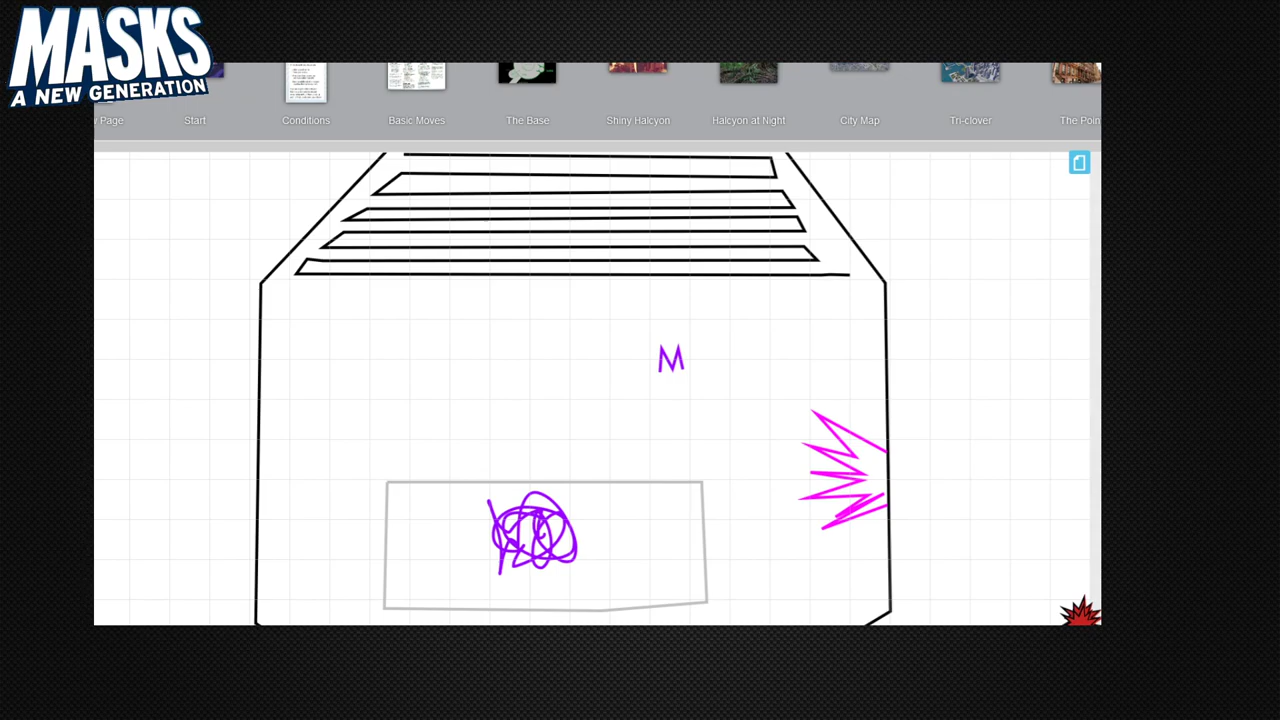 MASKS
A NEW GENERATION
Page
Start
Conditions
Basic Moves
The Base
Shiny Halcyon
Halcyon at Night
City Map
Tri-clover
The Poin
M